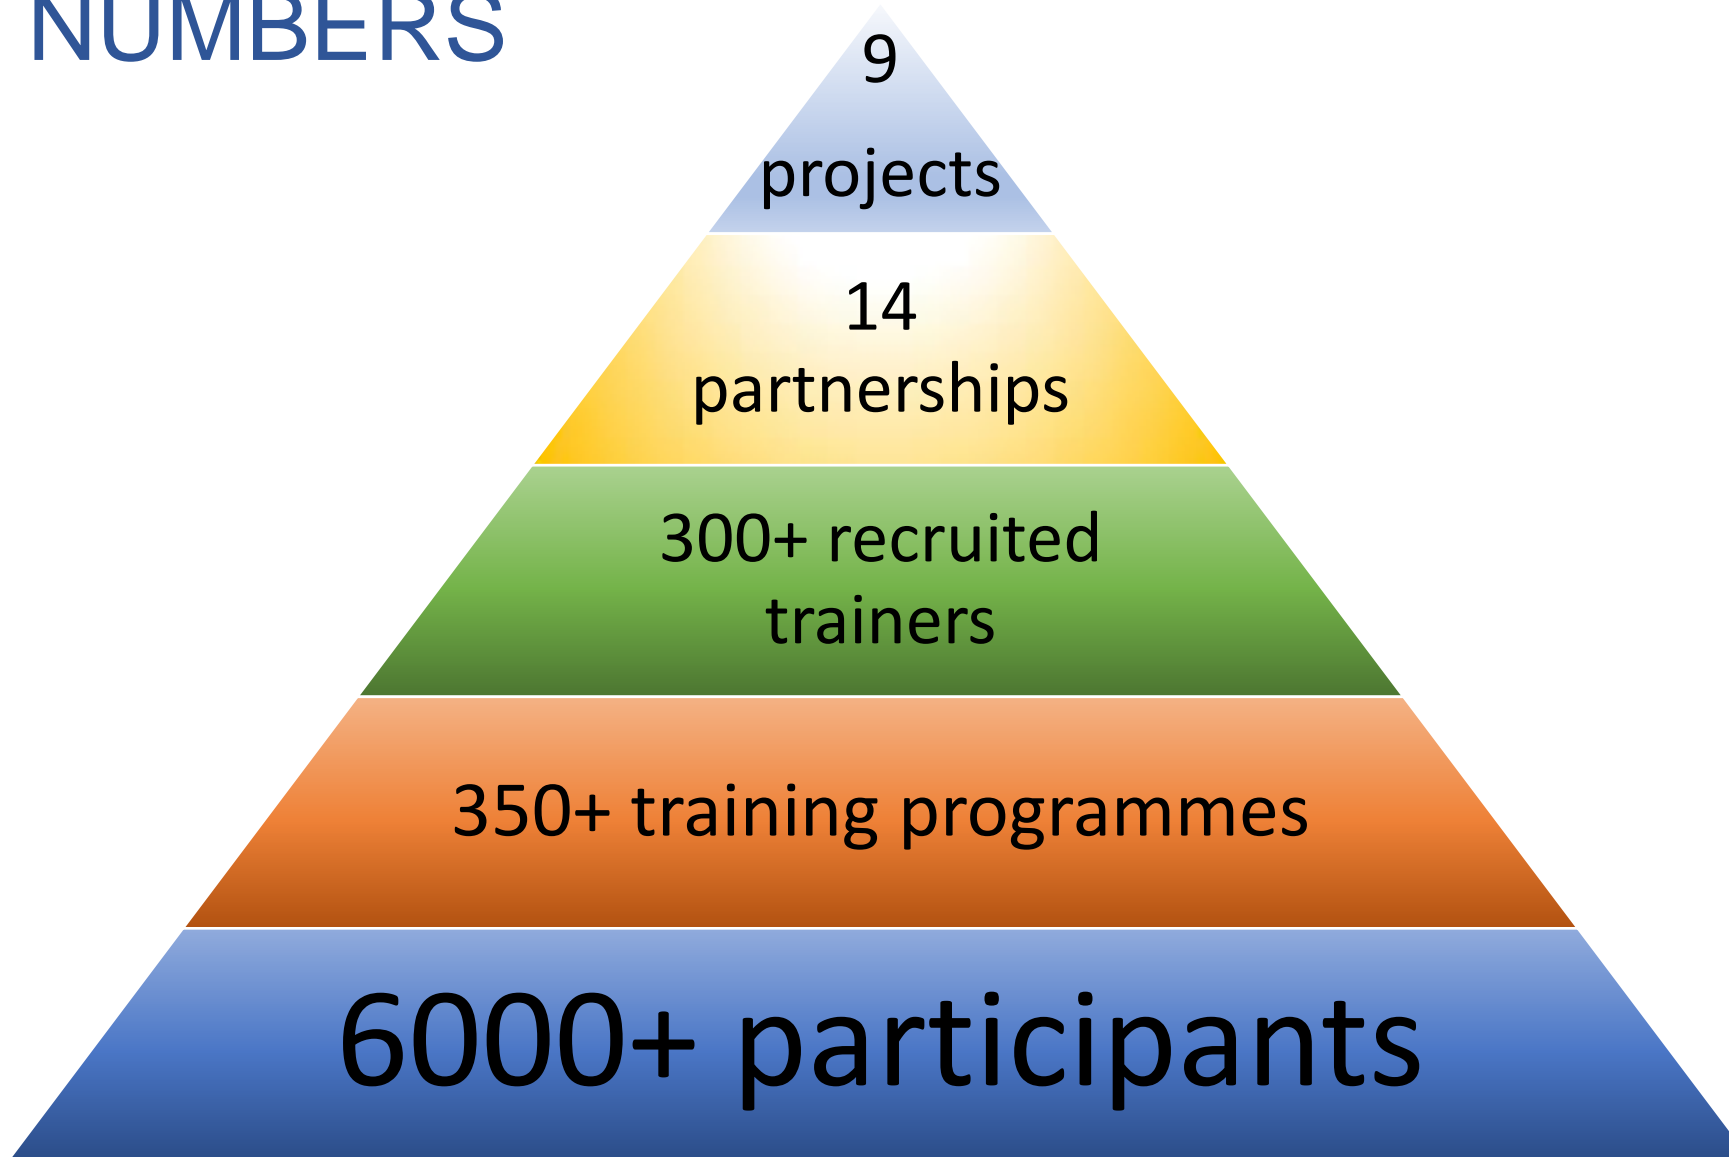 NUMBERS
9
projects
14
partnerships
300+ recruited
trainers
350+ training programmes
6000+ participants